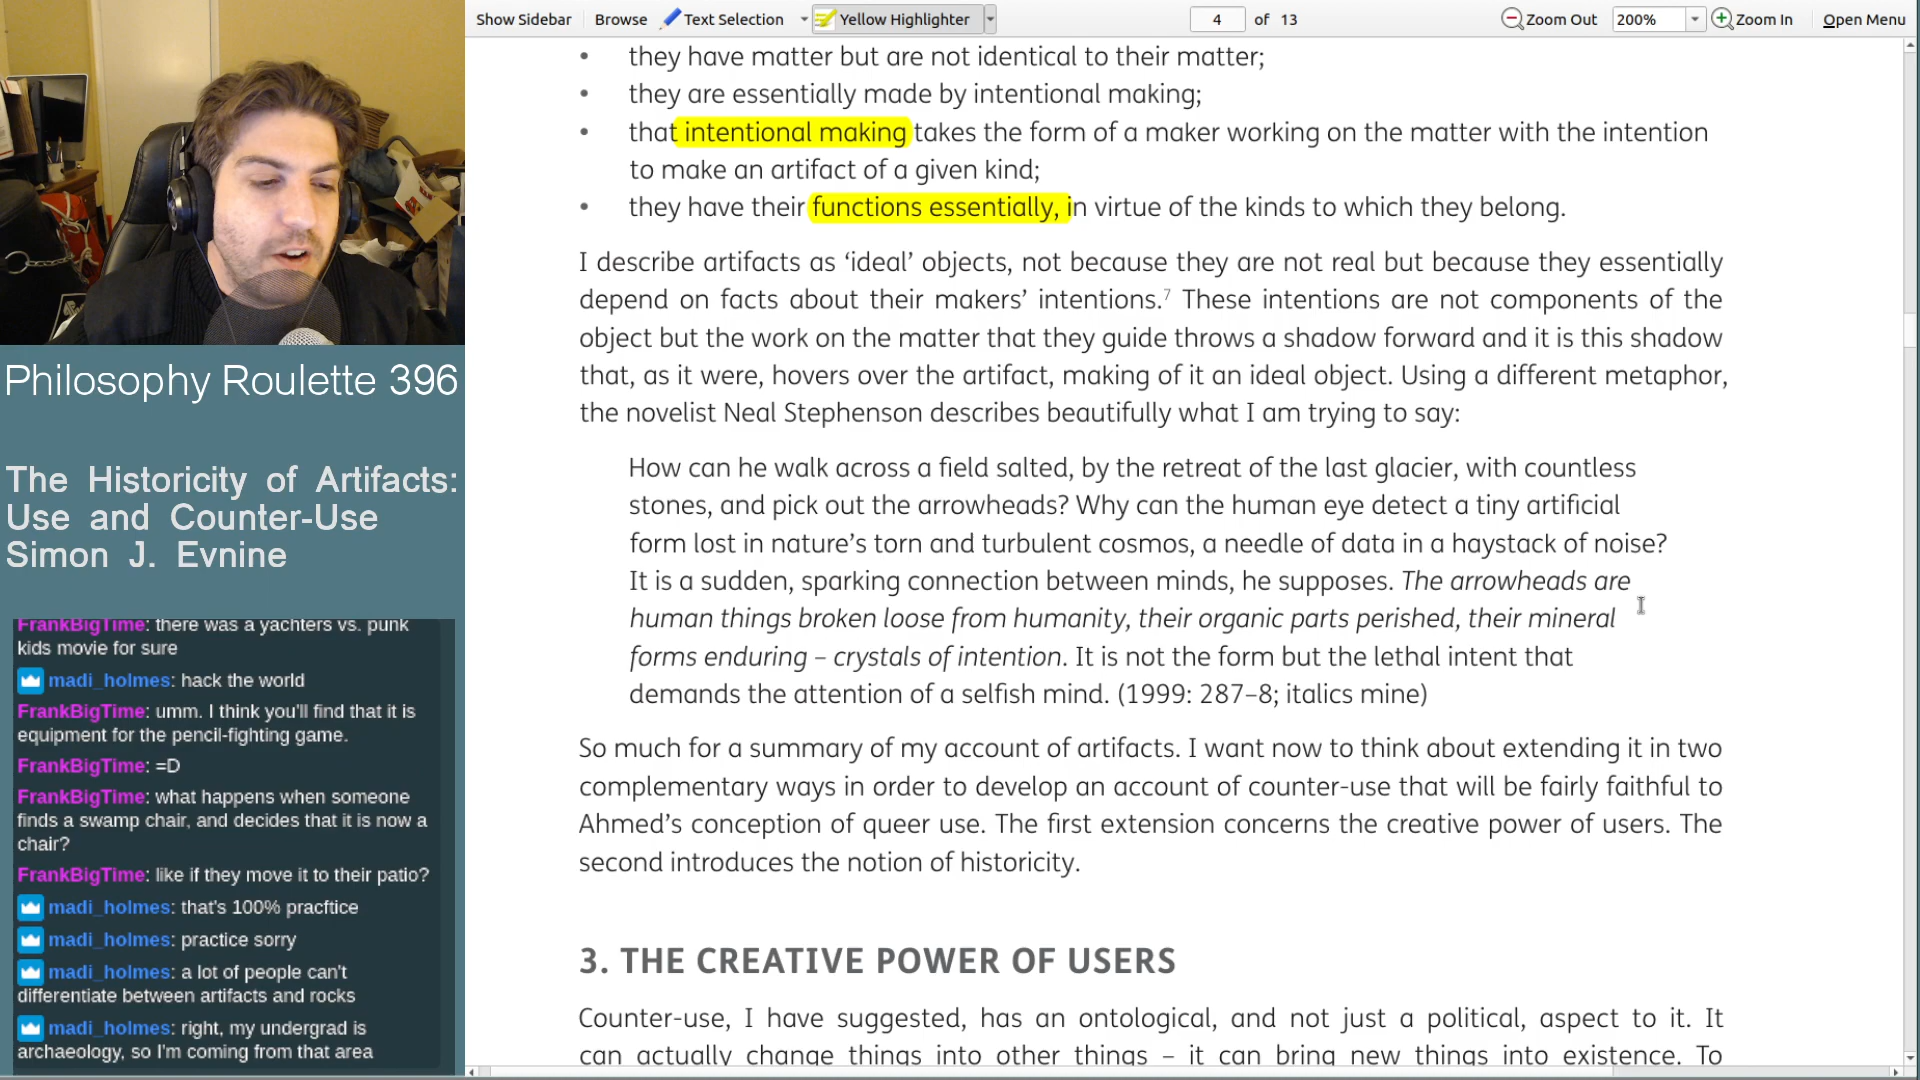 Show Sidebar Browse Text Selection Yellow Highlighter 4 of 13 Zoom Out 200% Zoom In Open Menu
• they have matter but are not identical to their matter;
• they are essentially made by intentional making;
• that intentional making takes the form of a maker working on the matter with the intention
to make an artifact of a given kind;
• they have their functions essentially, in virtue of the kinds to which they belong.
I describe artifacts as ‘ideal’ objects, not because they are not real but because they essentially
depend on facts about their makers’ intentions.7 These intentions are not components of the
object but the work on the matter that they guide throws a shadow forward and it is this shadow
that, as it were, hovers over the artifact, making of it an ideal object. Using a different metaphor,
the novelist Neal Stephenson describes beautifully what I am trying to say:
How can he walk across a field salted, by the retreat of the last glacier, with countless
stones, and pick out the arrowheads? Why can the human eye detect a tiny artificial
form lost in nature’s torn and turbulent cosmos, a needle of data in a haystack of noise?
It is a sudden, sparking connection between minds, he supposes. The arrowheads are
human things broken loose from humanity, their organic parts perished, their mineral
forms enduring – crystals of intention. It is not the form but the lethal intent that
demands the attention of a selfish mind. (1999: 287–8; italics mine)
So much for a summary of my account of artifacts. I want now to think about extending it in two
complementary ways in order to develop an account of counter-use that will be fairly faithful to
Ahmed’s conception of queer use. The first extension concerns the creative power of users. The
second introduces the notion of historicity.
3. THE CREATIVE POWER OF USERS
Counter-use, I have suggested, has an ontological, and not just a political, aspect to it. It
can actually change things into other things – it can bring new things into existence. To
Philosophy Roulette 396
The Historicity of Artifacts:
Use and Counter-Use
Simon J. Evnine
FrankBigTime: there was a yachters vs. punk
kids movie for sure
madi_holmes: hack the world
FrankBigTime: umm. I think you'll find that it is
equipment for the pencil-fighting game.
FrankBigTime: =D
FrankBigTime: what happens when someone
finds a swamp chair, and decides that it is now a
chair?
FrankBigTime: like if they move it to their patio?
madi_holmes: that's 100% pracftice
madi_holmes: practice sorry
madi_holmes: a lot of people can't
differentiate between artifacts and rocks
madi_holmes: right, my undergrad is
archaeology, so I'm coming from that area